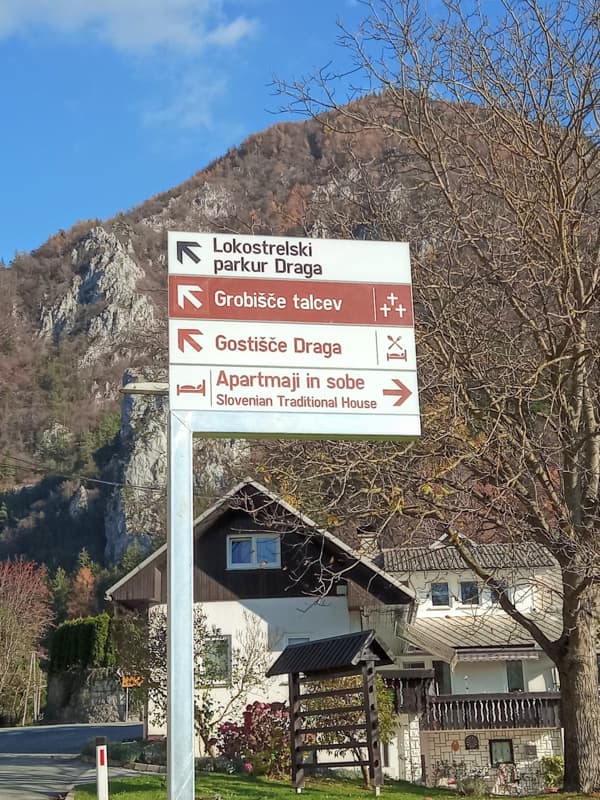 Lokostrelski
parkur Draga
Grobišče talcev
Gostišče Draga
Apartmaji in sobe
Slovenian Traditional House